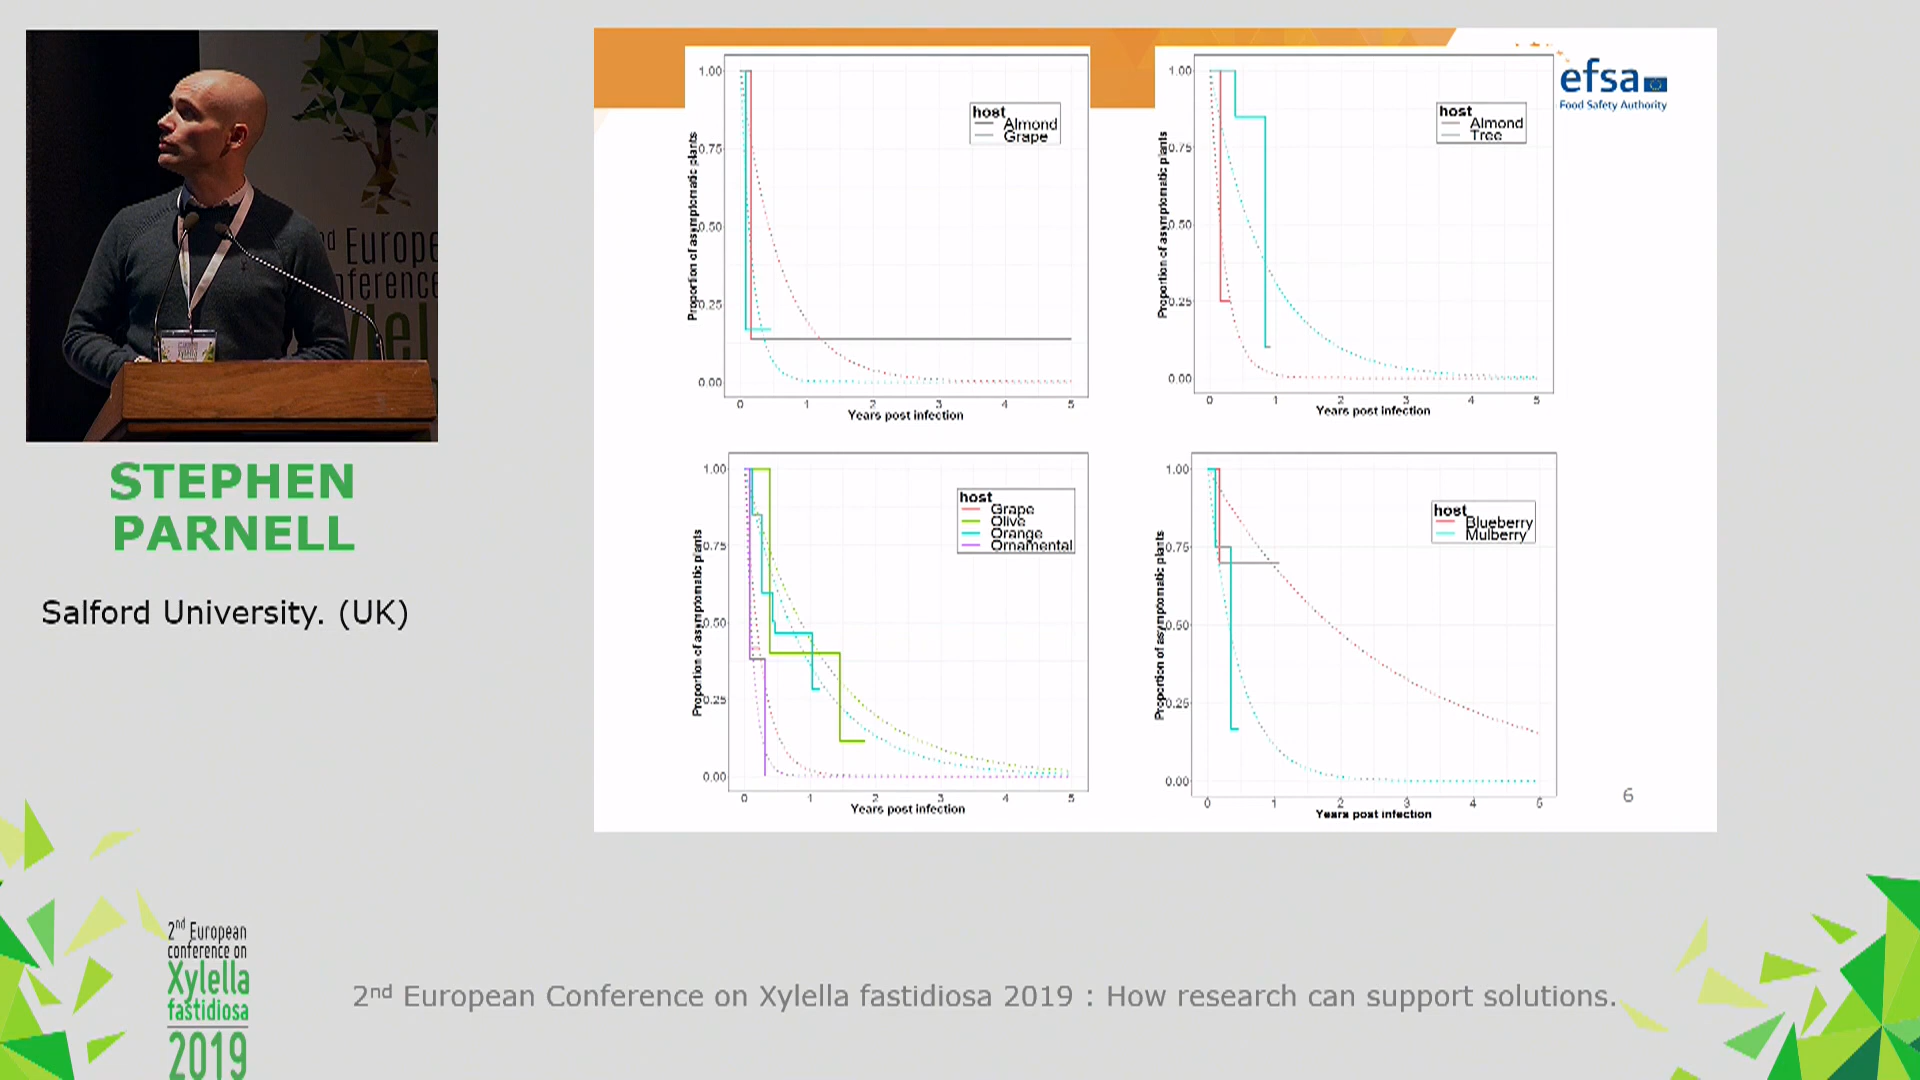 nd Europe
nference
Xylel
STEPHEN
PARNELL
Salford University. (UK)
efsa
Food Safety Authority
1.00
0.75
0.50
0.25
0.00
0
1
2
3
4
5
Proportion of asymptomatic plants
Years post infection
host
Almond
Grape
1.00
0.75
0.50
0.25
0.00
0
1
2
3
4
5
Proportion of asymptomatic plants
Years post infection
host
Almond
Tree
1.00
0.75
0.50
0.25
0.00
0
1
2
3
4
5
Proportion of asymptomatic plants
Years post infection
host
Grape
Olive
Orange
Ornamental
1.00
0.75
0.50
0.25
0.00
0
1
2
3
4
5
Proportion of asymptomatic plants
Years post infection
host
Blueberry
Mulberry
6
2nd European
conference on
Xylella
fastidiosa
2019
2nd European Conference on Xylella fastidiosa 2019 : How research can support solutions.